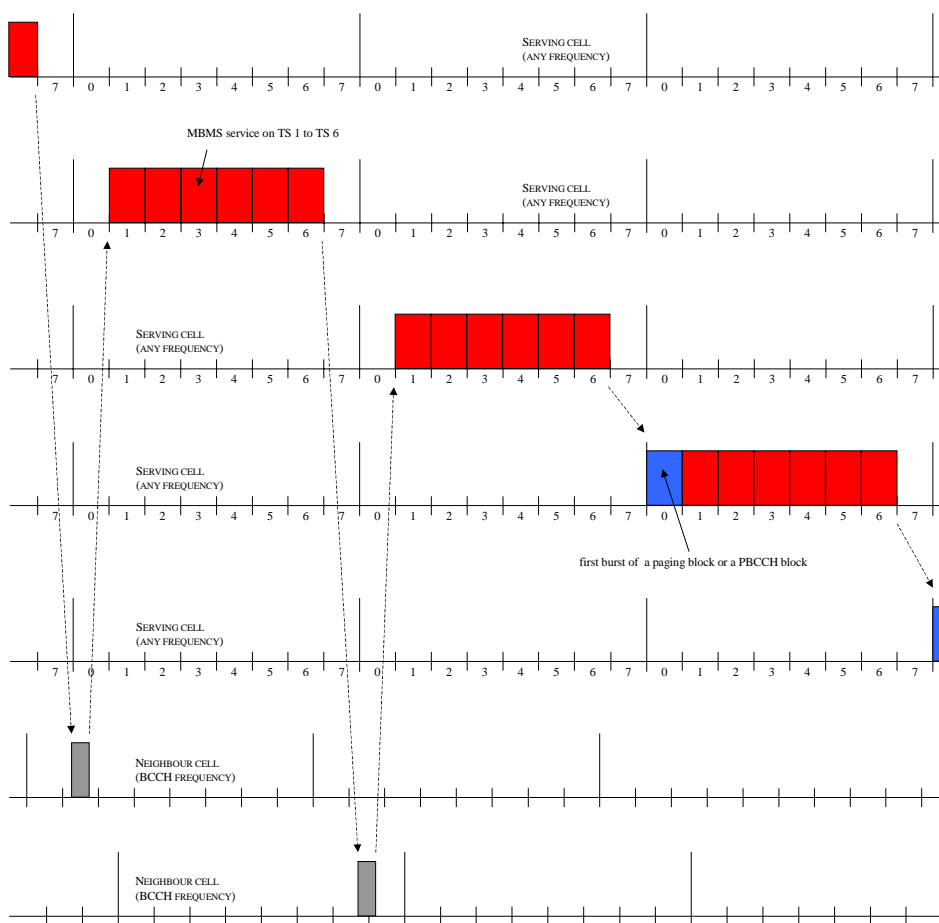 SERVING CELL
(ANY FREQUENCY)
SERVING CELL
(ANY FREQUENCY)
7 0 1 2 3 4 5 6 7 0 1 2 3 4 5 6 7 0 1 2 3 4 5 6 7
MBMS service on TS 1 to TS 6
SERVING CELL
(ANY FREQUENCY)
7 0 1 2 3 4 5 6 7 0 1 2 3 4 5 6 7 0 1 2 3 4 5 6 7
SERVING CELL
(ANY FREQUENCY)
7 0 1 2 3 4 5 6 7 0 1 2 3 4 5 6 7 0 1 2 3 4 5 6 7
SERVING CELL
(ANY FREQUENCY)
7 0 1 2 3 4 5 6 7 0 1 2 3 4 5 6 7 0 1 2 3 4 5 6 7
first burst of a paging block or a PBCCH block
SERVING CELL
(ANY FREQUENCY)
7 0 1 2 3 4 5 6 7 0 1 2 3 4 5 6 7 0 1 2 3 4 5 6 7
NEIGHBOUR CELL
(BCCH FREQUENCY)
NEIGHBOUR CELL
(BCCH FREQUENCY)